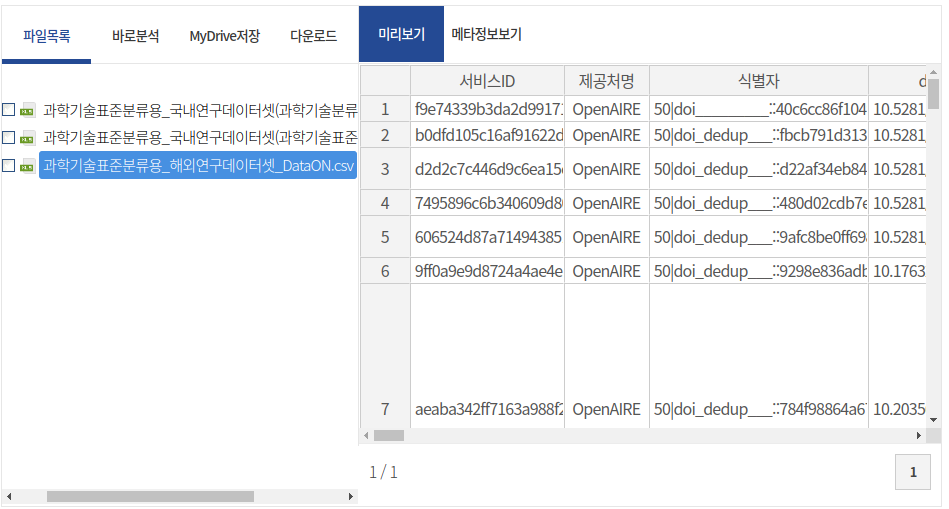 파일목록 바로분석 MyDrive저장 다운로드
과학기술표준분류용_국내연구데이터셋(과학기술분류
과학기술표준분류용_국내연구데이터셋(과학기술표준
과학기술표준분류용_해외연구데이터셋_DataON.csv
미리보기 메타정보보기
서비스ID 제공처명 식별자 d
1 f9e74339b3da2d9917 OpenAIRE 50|doi_________::40c6cc86f104 10.5281
2 b0dfd105c16af91622d OpenAIRE 50|doi_dedup___::fbcb791d313 10.5281
3 d2d2c7c446d9c6ea15 OpenAIRE 50|doi_dedup___::d22af34eb84 10.5281
4 7495896c6b340609d8 OpenAIRE 50|doi_dedup___::480d02cdb7e 10.5281
5 606524d87a71494385 OpenAIRE 50|doi_dedup___::9afc8be0ff69 10.5281
6 9ff0a9e9d8724a4ae4e OpenAIRE 50|doi_dedup___::9298e836adb 10.1763
7 aeaba342ff7163a988f2 OpenAIRE 50|doi_dedup___::784f98864a6 10.2035
1 / 1 1